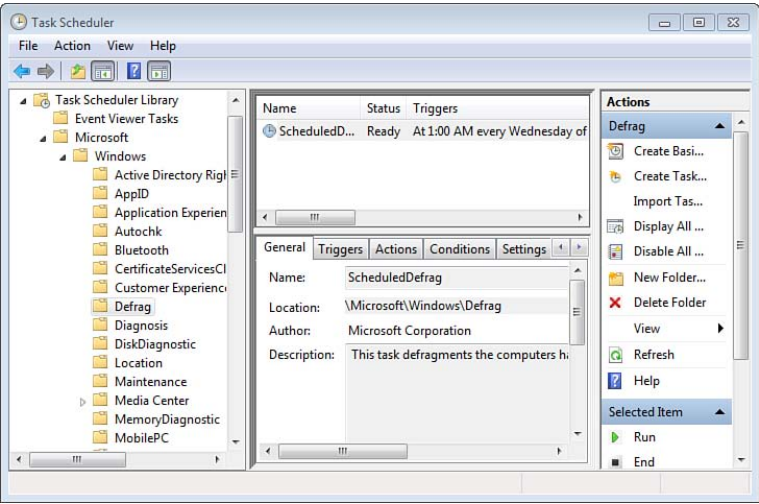 Task Scheduler
File Action View Help
Task Scheduler Library
Event Viewer Tasks
Microsoft
Windows
Active Directory Righ
AppID
Application Experien
Autochk
Bluetooth
CertificateServicesCl
Customer Experience
Defrag
Diagnosis
DiskDiagnostic
Location
Maintenance
Media Center
MemoryDiagnostic
MobilePC
Name Status Triggers
ScheduledD... Ready At 1:00 AM every Wednesday of
General Triggers Actions Conditions Settings
Name: ScheduledDefrag
Location: \Microsoft\Windows\Defrag
Author: Microsoft Corporation
Description: This task defragments the computers ha
Actions
Defrag
Create Basi...
Create Task...
Import Tas...
Display All ...
Disable All ...
New Folder...
Delete Folder
View
Refresh
Help
Selected Item
Run
End